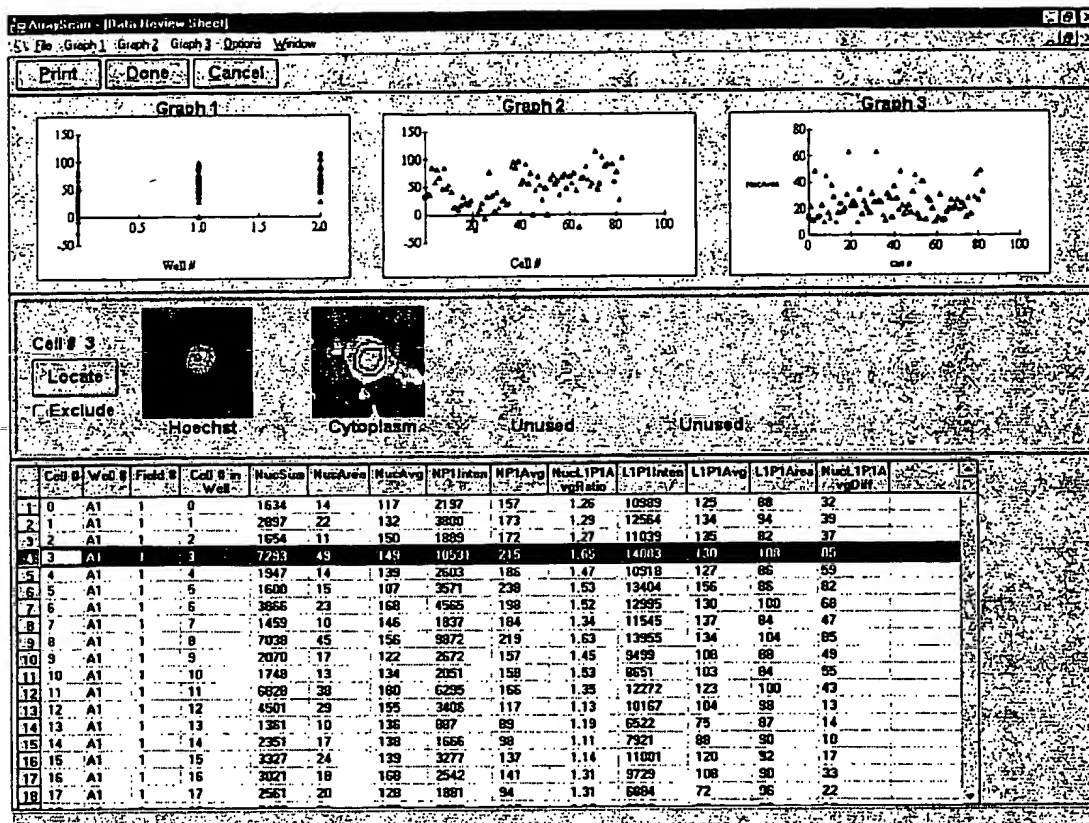 ArrayScan - [Data Review Sheet]
File Graph 1 Graph 2 Graph 3 Options Window
Print Done Cancel
Graph 1
150
100
50
0
-50
0.5 1.0 1.5 2.0
Well #
Graph 2
150
100
50
0
-50
20 40 60 80 100
Cell #
Graph 3
80
60
40
20
0
NucArea
0 20 40 60 80 100
Cell #
Cell # 3
Locate
Exclude
Hoechst Cytoplasm Unused Unused
Cell # Well # Field # Cell # in Well NucSum NucArea NucAvg NP1Inten NP1Avg NucL1P1AvgRatio L1P1Inten L1P1Avg L1P1Area NucL1P1AvgDiff
1 0 A1 1 0 1634 14 117 2197 157 1.26 10989 125 88 32
2 1 A1 1 1 2897 22 132 3800 173 1.29 12564 134 94 39
3 2 A1 1 2 1654 11 150 1889 172 1.27 11039 135 82 37
4 3 A1 1 3 7293 49 149 10531 215 1.65 14083 130 108 85
5 4 A1 1 4 1947 14 139 2603 186 1.47 10918 127 86 59
6 5 A1 1 5 1600 15 107 3571 238 1.53 13404 156 86 82
7 6 A1 1 6 3866 23 168 4565 198 1.52 12995 130 100 68
8 7 A1 1 7 1459 10 146 1837 184 1.34 11545 137 84 47
9 8 A1 1 8 7038 45 156 9872 219 1.63 13955 134 104 85
10 9 A1 1 9 2070 17 122 2672 157 1.45 9499 108 88 49
11 10 A1 1 10 1748 13 134 2051 158 1.53 8651 103 84 55
12 11 A1 1 11 6828 38 180 6295 166 1.35 12272 123 100 43
13 12 A1 1 12 4501 29 155 3406 117 1.13 10167 104 98 13
14 13 A1 1 13 1361 10 136 887 89 1.19 6522 75 87 14
15 14 A1 1 14 2351 17 138 1666 98 1.11 7921 88 90 10
16 15 A1 1 15 3327 24 139 3277 137 1.14 11001 120 92 17
17 16 A1 1 16 3021 18 168 2542 141 1.31 9729 108 90 33
18 17 A1 1 17 2561 20 128 1881 94 1.31 6884 72 96 22